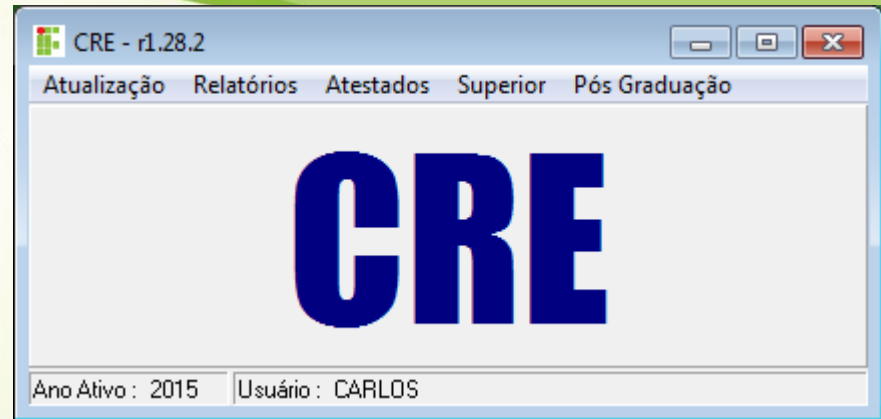 CRE - r1.28.2
Atualização Relatórios Atestados Superior Pós Graduação
CRE
Ano Ativo : 2015 Usuário : CARLOS